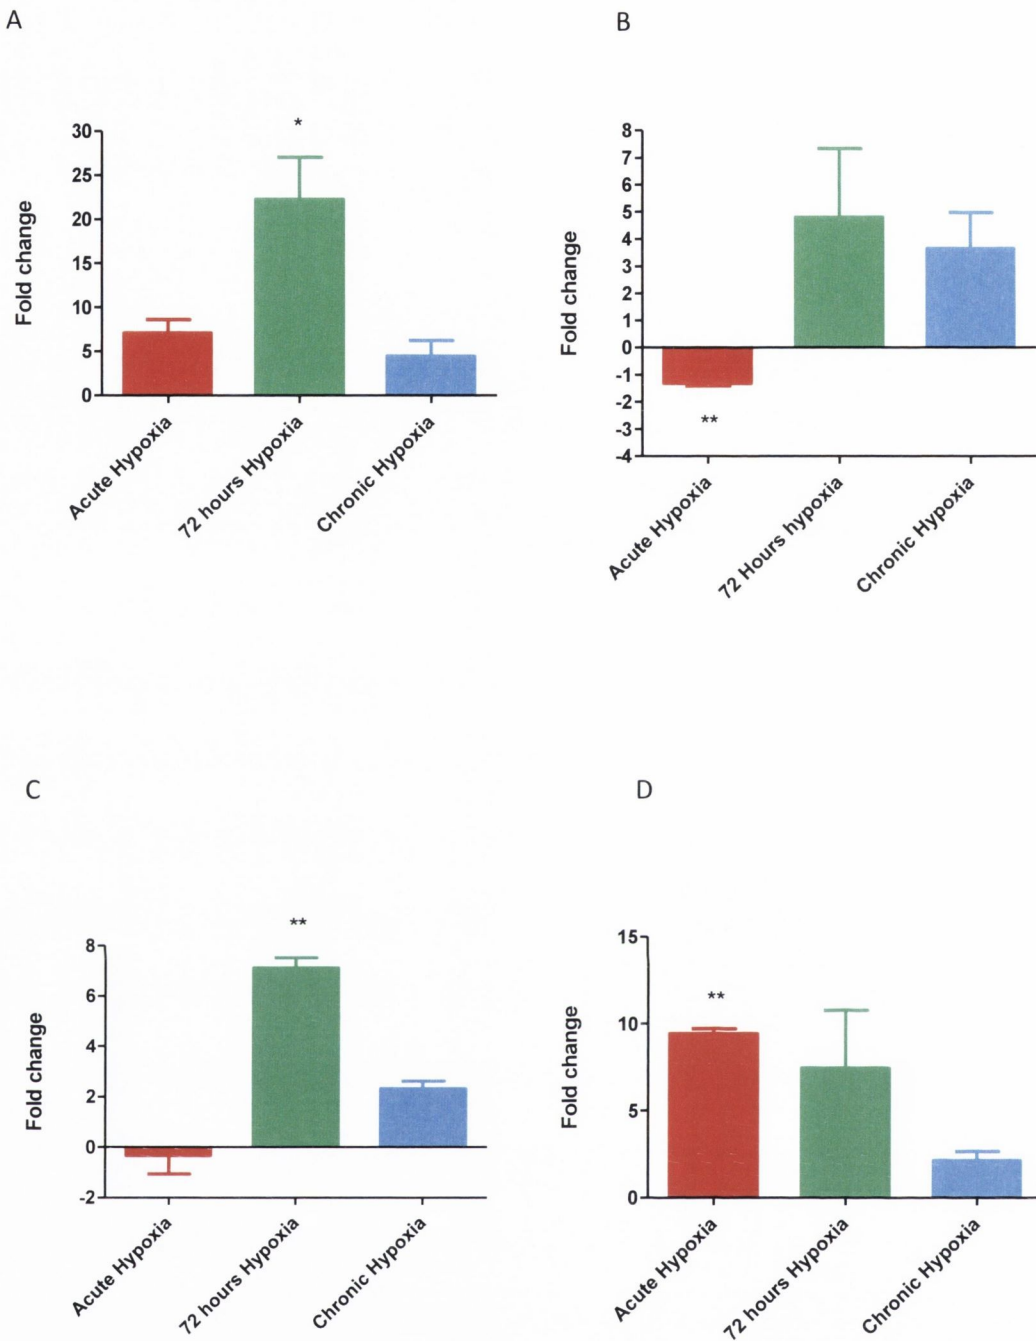 A
*
30
25
20
15
10
5
0
Fold change
Acute Hypoxia
72 hours Hypoxia
Chronic Hypoxia
B
8
7
6
5
4
3
2
1
0
-1
-2
-3
-4
Fold change
**
Acute Hypoxia
72 Hours hypoxia
Chronic Hypoxia
C
**
8
6
4
2
0
-2
Fold change
Acute Hypoxia
72 hours Hypoxia
Chronic Hypoxia
D
15
10
5
0
Fold change
**
Acute Hypoxia
72 hours Hypoxia
Chronic Hypoxia